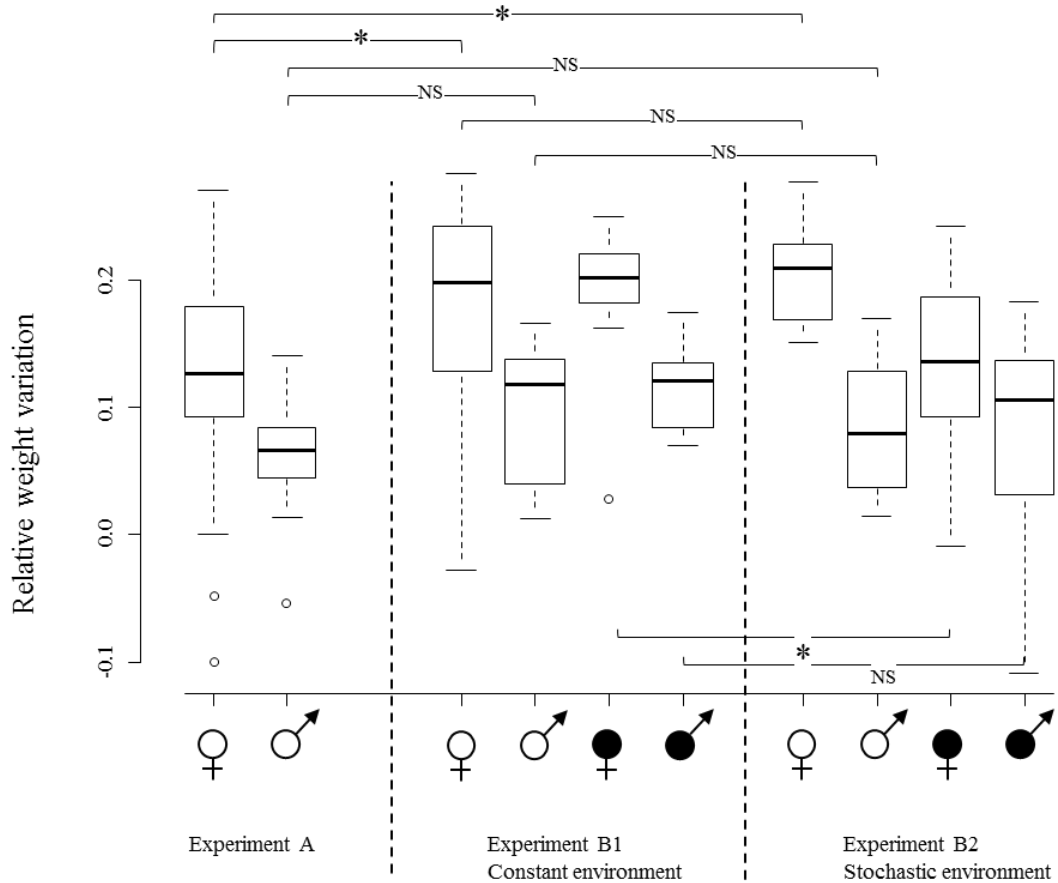 *
*
NS
NS
NS
NS
Relative weight variation
0.2
0.1
0.0
-0.1
*
NS
Experiment A
Experiment B1
Constant environment
Experiment B2
Stochastic environment